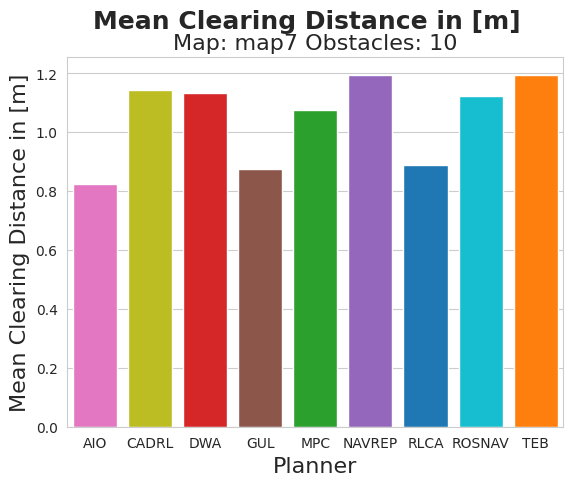 Mean Clearing Distance in [m]
Map: map7 Obstacles: 10
Mean Clearing Distance in [m]
1.2
1.0
0.8
0.6
0.4
0.2
0.0
AIO CADRL DWA GUL MPC NAVREP RLCA ROSNAV TEB
Planner